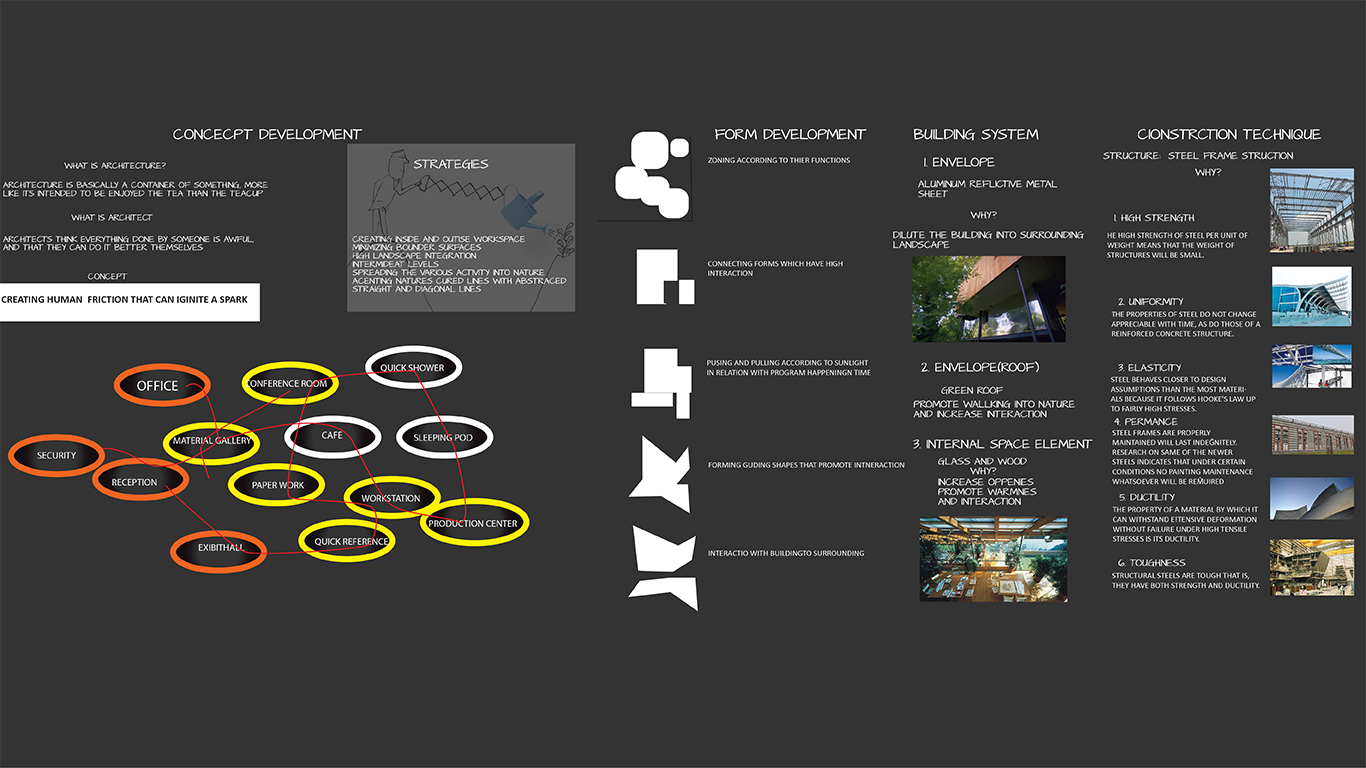 CONCECPT DEVELOPMENT
WHAT IS ARCHITECTURE?
ARCHITECTURE IS BASICALLY A CONTAINER OF SOMETHING, MORE
LIKE ITS INTENDED TO BE ENJOYED THE TEA THAN THE TEACUP
WHAT IS ARCHITECT
ARCHITECTS THINK EVERYTHING DONE BY SOMEONE IS AWFUL,
AND THAT THEY CAN DO IT BETTER THEMSELVES
CONCEPT
CREATING HUMAN FRICTION THAT CAN IGINITE A SPARK
STRATEGIES
CREATING INSIDE AND OUTISE WORKSPACE
MINIMIZING BOUNDER SURFACES
HIGH LANDSCAPE INTEGRATION
INTERMIDEAT LEVELS
SPREADING THE VARIOUS ACTIVITY INTO NATURE
ACENTING NATURES CURED LINES WITH ABSTRACED
STRAIGHT AND DIAGONAL LINES
OFFICE
CONFERENCE ROOM
QUICK SHOWER
MATERIAL GALLERY
CAFE
SLEEPING POD
SECURITY
RECEPTION
PAPER WORK
WORKSTATION
PRODUCTION CENTER
EXIBITHALL
QUICK REFERENCE
FORM DEVELOPMENT
ZONING ACCORDING TO THIER FUNCTIONS
CONNECTING FORMS WHICH HAVE HIGH
INTERACTION
PUSING AND PULLING ACCORDING TO SUNLIGHT
IN RELATION WITH PROGRAM HAPPENINGN TIME
FORMING GUDING SHAPES THAT PROMOTE INTNERACTION
INTERACTIO WITH BUILDINGTO SURROUNDING
BUILDING SYSTEM
1. ENVELOPE
ALUMINUM REFLICTIVE METAL
SHEET
WHY?
DILUTE THE BUILDING INTO SURROUNDING
LANDSCAPE
2. ENVELOPE(ROOF)
GREEN ROOF
PROMOTE WALLKING INTO NATURE
AND INCREASE INTERACTION
3. INTERNAL SPACE ELEMENT
GLASS AND WOOD
WHY?
INCREASE OPPENES
PROMOTE WARMNES
AND INTERACTION
CIONSTRCTION TECHNIQUE
STRUCTURE: STEEL FRAME STRUCTION
WHY?
1. HIGH STRENGTH
HE HIGH STRENGTH OF STEEL PER UNIT OF
WEIGHT MEANS THAT THE WEIGHT OF
STRUCTURES WILL BE SMALL.
2. UNIFORMITY
THE PROPERTIES OF STEEL DO NOT CHANGE
APPRECIABLE WITH TIME, AS DO THOSE OF A
REINFORCED CONCRETE STRUCTURE.
3. ELASTICITY
STEEL BEHAVES CLOSER TO DESIGN
ASSUMPTIONS THAN THE MOST MATERI-
ALS BECAUSE IT FOLLOWS HOOKE'S LAW UP
TO FAIRLY HIGH STRESSES.
4. PERMANCE
STEEL FRAMES ARE PROPERLY
MAINTAINED WILL LAST INDEĜNITELY.
RESEARCH ON SAME OF THE NEWER
STEELS INDICATES THAT UNDER CERTAIN
CONDITIONS NO PAINTING MAINTENANCE
WHATSOEVER WILL BE REM̃UIRED
5. DUCTILITY
THE PROPERTY OF A MATERIAL BY WHICH IT
CAN WITHSTAND EŧTENSIVE DEFORMATION
WITHOUT FAILURE UNDER HIGH TENSILE
STRESSES IS ITS DUCTILITY.
6. TOUGHNESS
STRUCTURAL STEELS ARE TOUGH THAT IS,
THEY HAVE BOTH STRENGTH AND DUCTILITY.